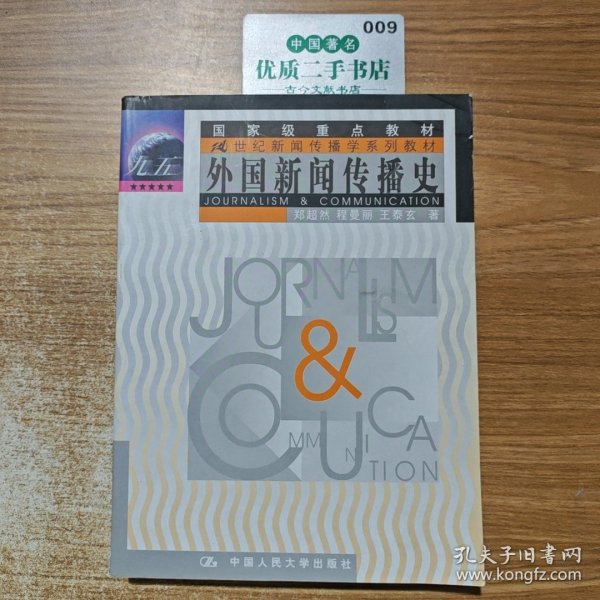 009
中国著名
优质二手书店
古今文献书店
国家级重点教材
21世纪新闻传播学系列教材
九五
★★★★★
外国新闻传播史
JOURNALISM & COMMUNICATION
郑超然 程曼丽 王泰玄 著
JOURNALISM
&
COMMUNICATION
中国人民大学出版社
孔夫子旧书网
www.kongfz.com